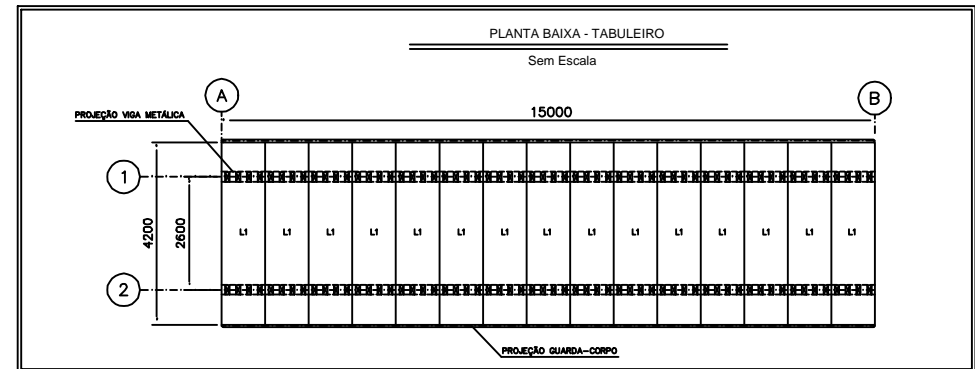 PLANTA BAIXA - TABULEIRO
Sem Escala
A
B
15000
PROJEÇÃO VIGA METÁLICA
1
4200
2600
L1 L1 L1 L1 L1 L1 L1 L1 L1 L1 L1 L1 L1 L1 L1
2
PROJEÇÃO GUARDA-CORPO